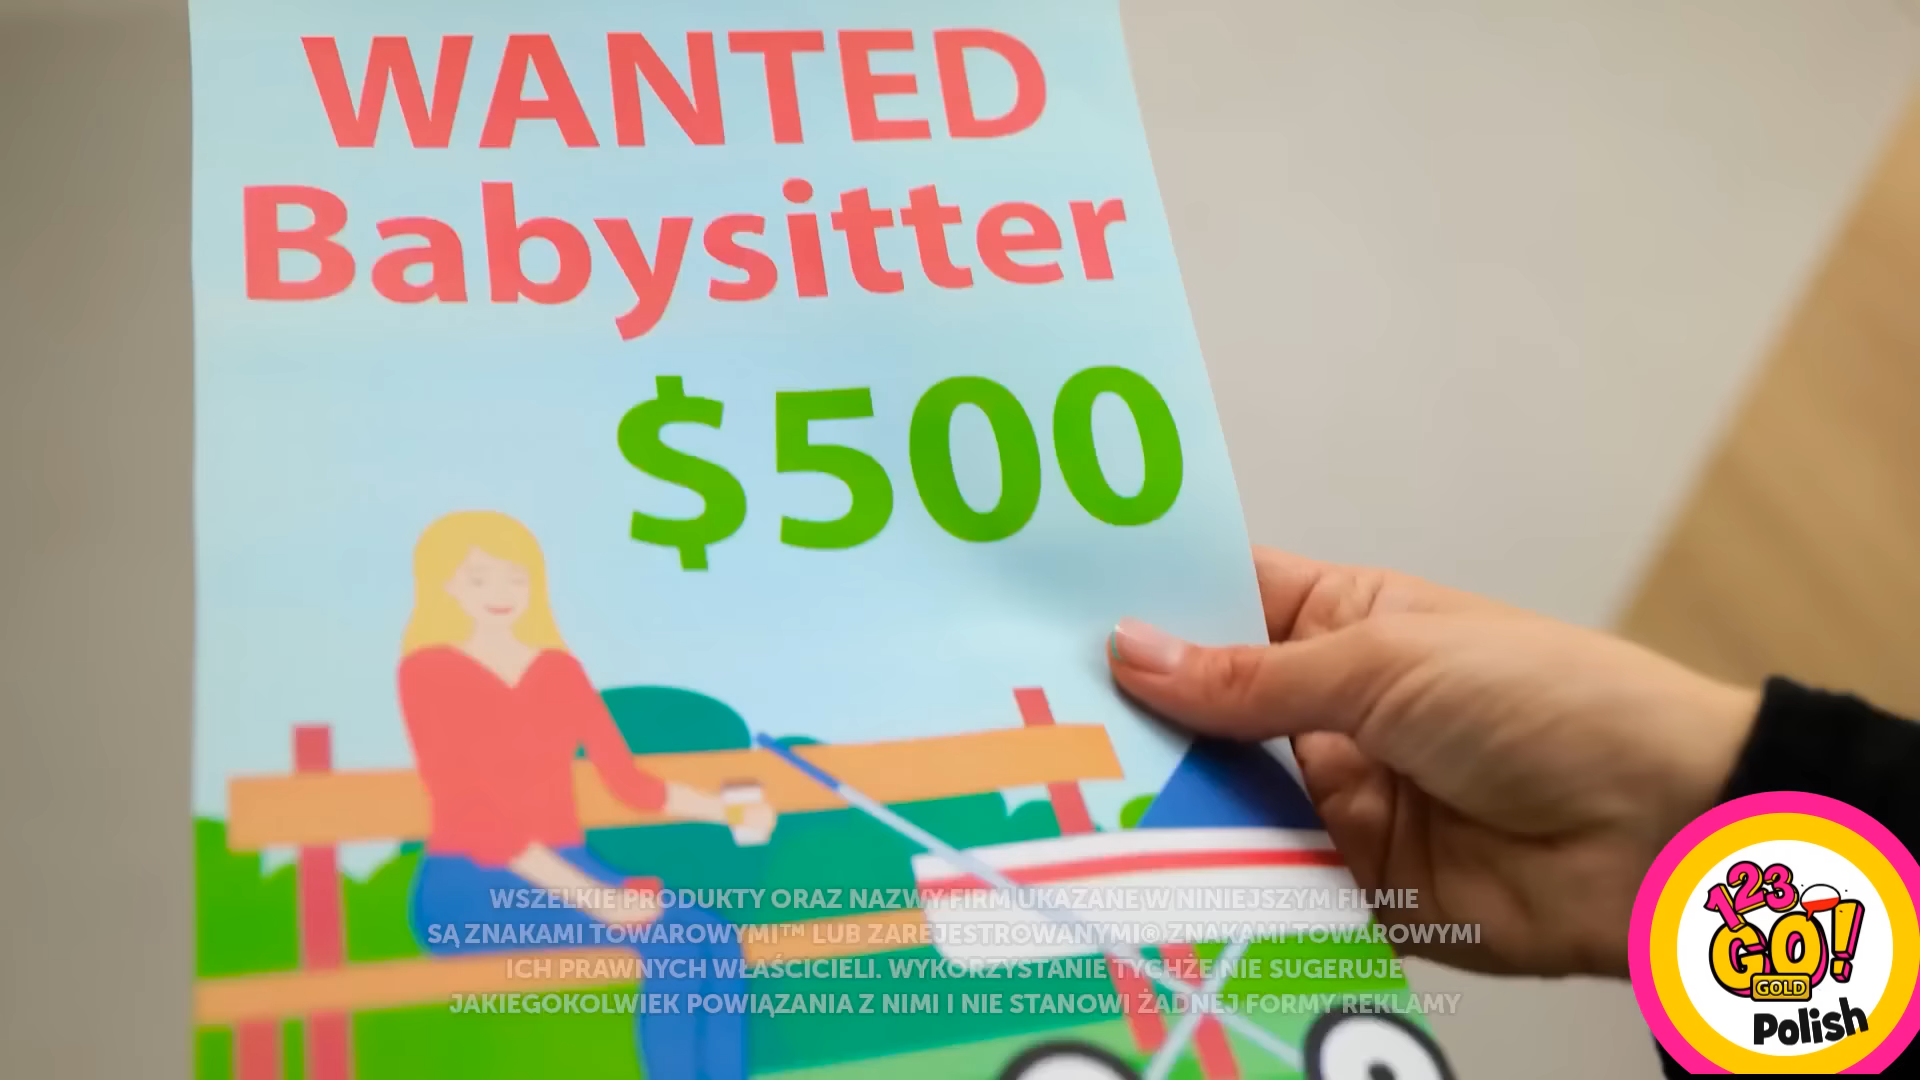 WANTED
Babysitter
$500
WSZELKIE PRODUKTY ORAZ NAZWY FIRM UKAZANE W NINIEJSZYM FILMIE
SĄ ZNAKAMI TOWAROWYMI™ LUB ZAREJESTROWANYMI® ZNAKAMI TOWAROWYMI
ICH PRAWNYCH WŁAŚCICIELI. WYKORZYSTANIE TYCHŻE NIE SUGERUJE
JAKIEGOKOLWIEK POWIĄZANIA Z NIMI I NIE STANOWI ŻADNEJ FORMY REKLAMY
123
GO!
GOLD
Polish